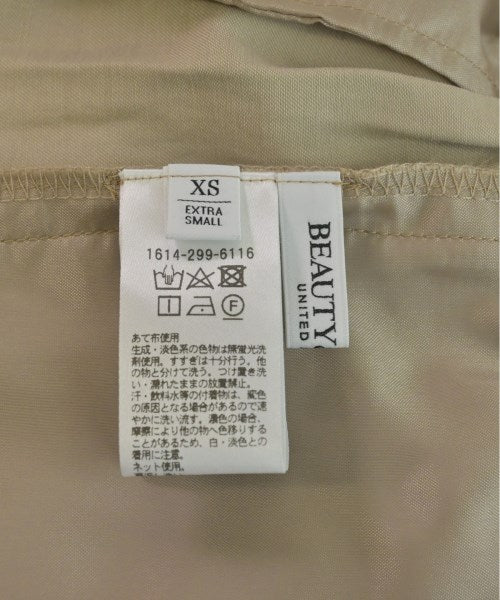 XS
EXTRA
SMALL
1614-299-6116
あて布使用
生成・淡色系の色物は無蛍光洗
剤使用。すすぎは十分行う。他
の物と分けて洗う。つけ置き洗
い・濡れたままの放置禁止。
汗・飲料水等の付着物は、変色
の原因となる場合があるので速
やかに洗い流す。濃色の場合、
摩擦により他の物へ色移りする
ことがあるため、白・淡色との
着用に注意。
ネット使用。
BEAUTY
UNITED